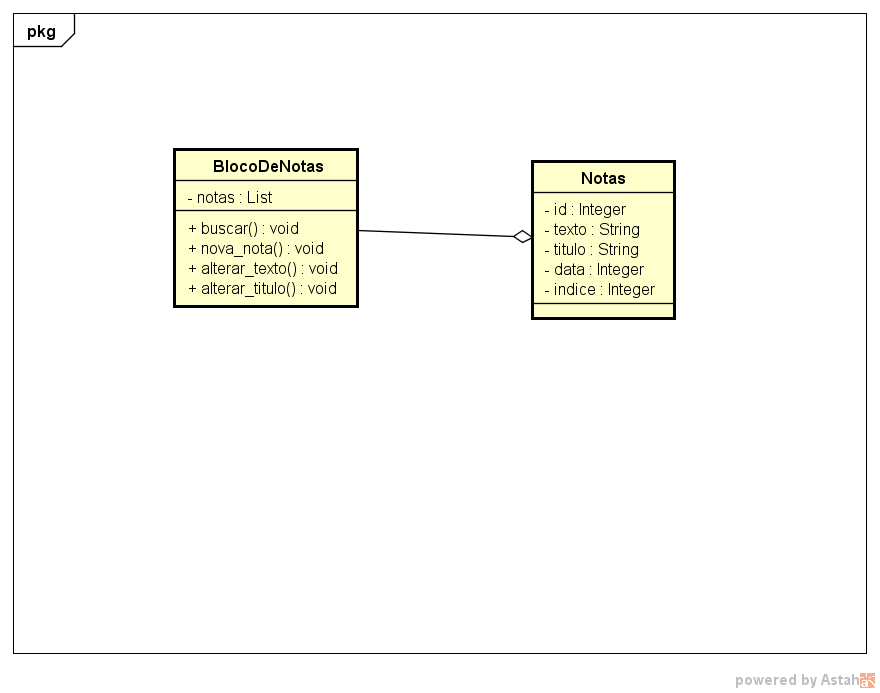 pkg
BlocoDeNotas
- notas : List
+ buscar() : void
+ nova_nota() : void
+ alterar_texto() : void
+ alterar_titulo() : void
Notas
- id : Integer
- texto : String
- titulo : String
- data : Integer
- indice : Integer
powered by Astah